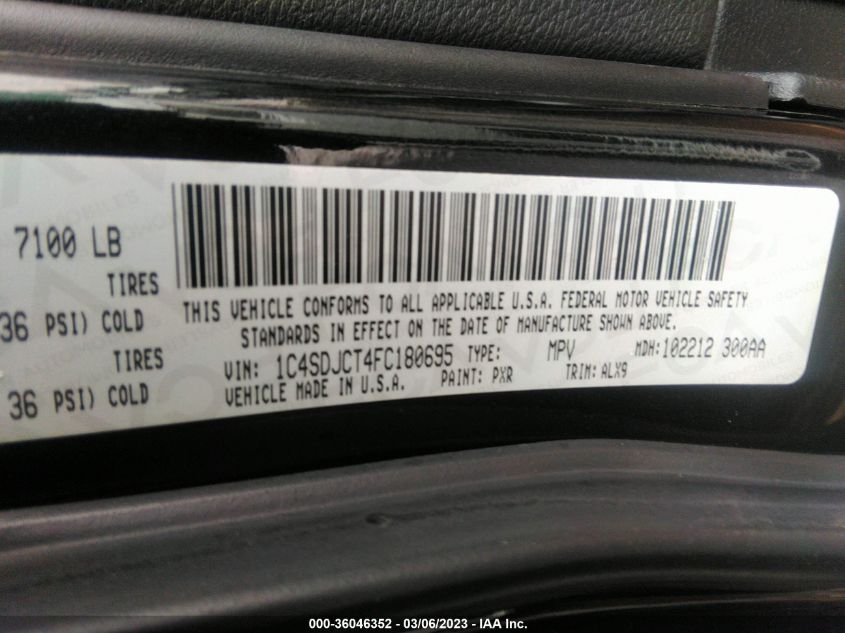 7100 LB
TIRES
36 PSI) COLD
TIRES
36 PSI) COLD
THIS VEHICLE CONFORMS TO ALL APPLICABLE U.S.A. FEDERAL MOTOR VEHICLE SAFETY
STANDARDS IN EFFECT ON THE DATE OF MANUFACTURE SHOWN ABOVE.
VIN: 1C4SDJCT4FC180695 TYPE: MPV MDH:102212 300AA
VEHICLE MADE IN U.S.A. PAINT: PXR TRIM: ALX9
000-36046352 — 03/06/2023 — IAA Inc.